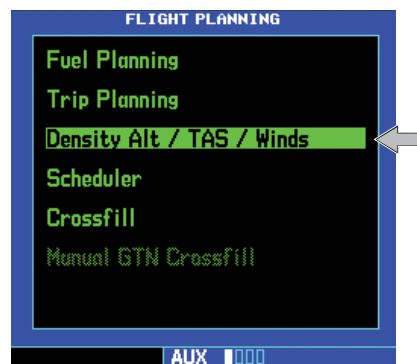 FLIGHT PLANNING
Fuel Planning
Trip Planning
Density Alt / TAS / Winds
Scheduler
Crossfill
Manual GTN Crossfill
AUX